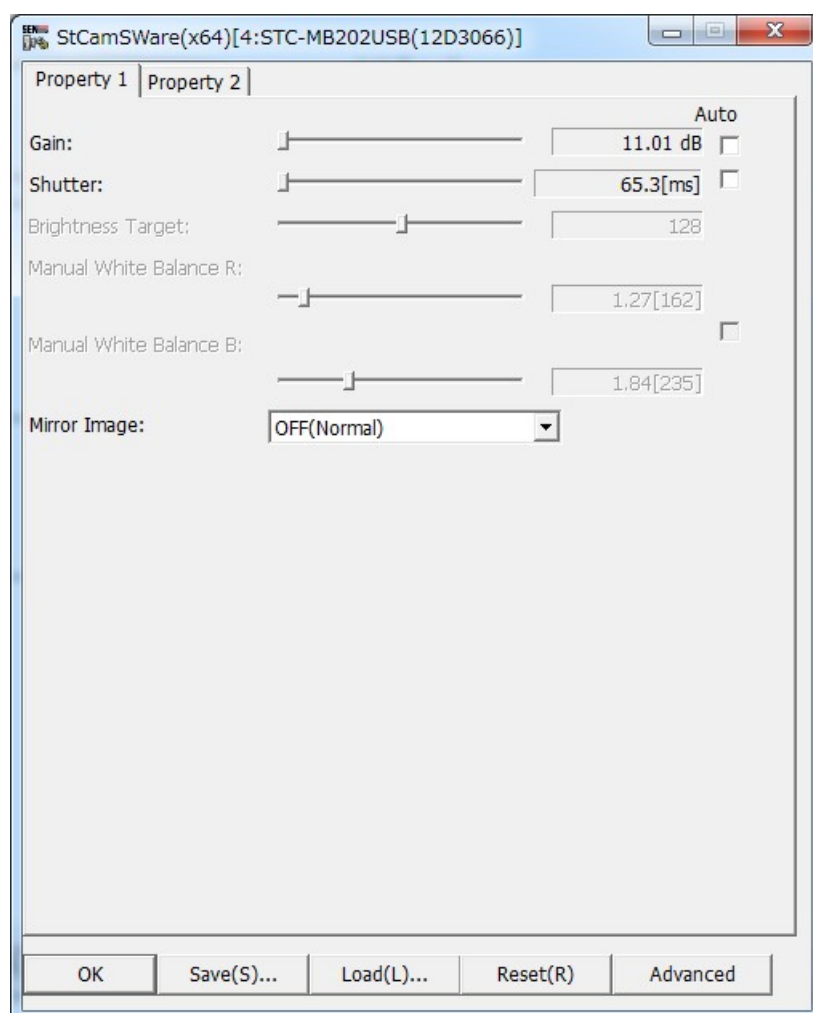 StCamSWare(x64)[4:STC-MB202USB(12D3066)]
Property 1 Property 2
Auto
Gain: 11.01 dB
Shutter: 65.3[ms]
Brightness Target: 128
Manual White Balance R:
1.27[162]
Manual White Balance B:
1.84[235]
Mirror Image: OFF(Normal)
OK Save(S)... Load(L)... Reset(R) Advanced